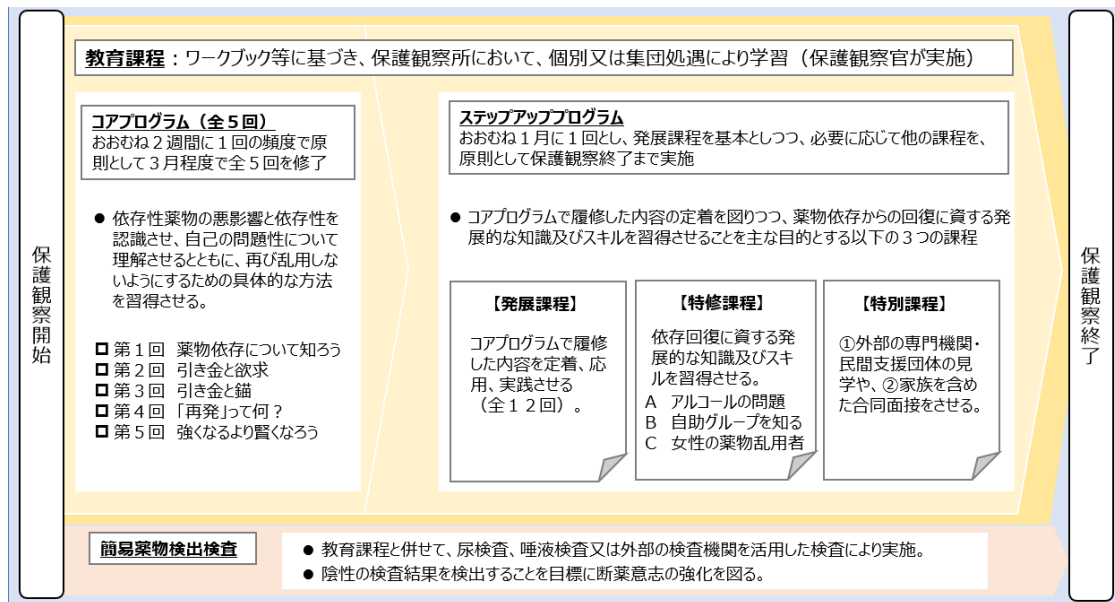 保護観察開始
教育課程：ワークブック等に基づき、保護観察所において、個別又は集団処遇により学習（保護観察官が実施）
コアプログラム（全５回）
おおむね２週間に１回の頻度で原
則として３月程度で全５回を修了
● 依存性薬物の悪影響と依存性を
認識させ、自己の問題性について
理解させるとともに、再び乱用しな
いようにするための具体的な方法
を習得させる。
第１回　薬物依存について知ろう
第２回　引き金と欲求
第３回　引き金と錨
第４回　「再発」って何？
第５回　強くなるより賢くなろう
ステップアッププログラム
おおむね１月に１回とし、発展課程を基本としつつ、必要に応じて他の課程を、
原則として保護観察終了まで実施
● コアプログラムで履修した内容の定着を図りつつ、薬物依存からの回復に資する発
展的な知識及びスキルを習得させることを主な目的とする以下の３つの課程
【発展課程】
コアプログラムで履修
した内容を定着、応
用、実践させる
（全１２回）。
【特修課程】
依存回復に資する発
展的な知識及びスキ
ルを習得させる。
A　アルコールの問題
B　自助グループを知る
C　女性の薬物乱用者
【特別課程】
①外部の専門機関・
民間支援団体の見
学や、②家族を含め
た合同面接をさせる。
簡易薬物検出検査
● 教育課程と併せて、尿検査、唾液検査又は外部の検査機関を活用した検査により実施。
● 陰性の検査結果を検出することを目標に断薬意志の強化を図る。
保護観察終了